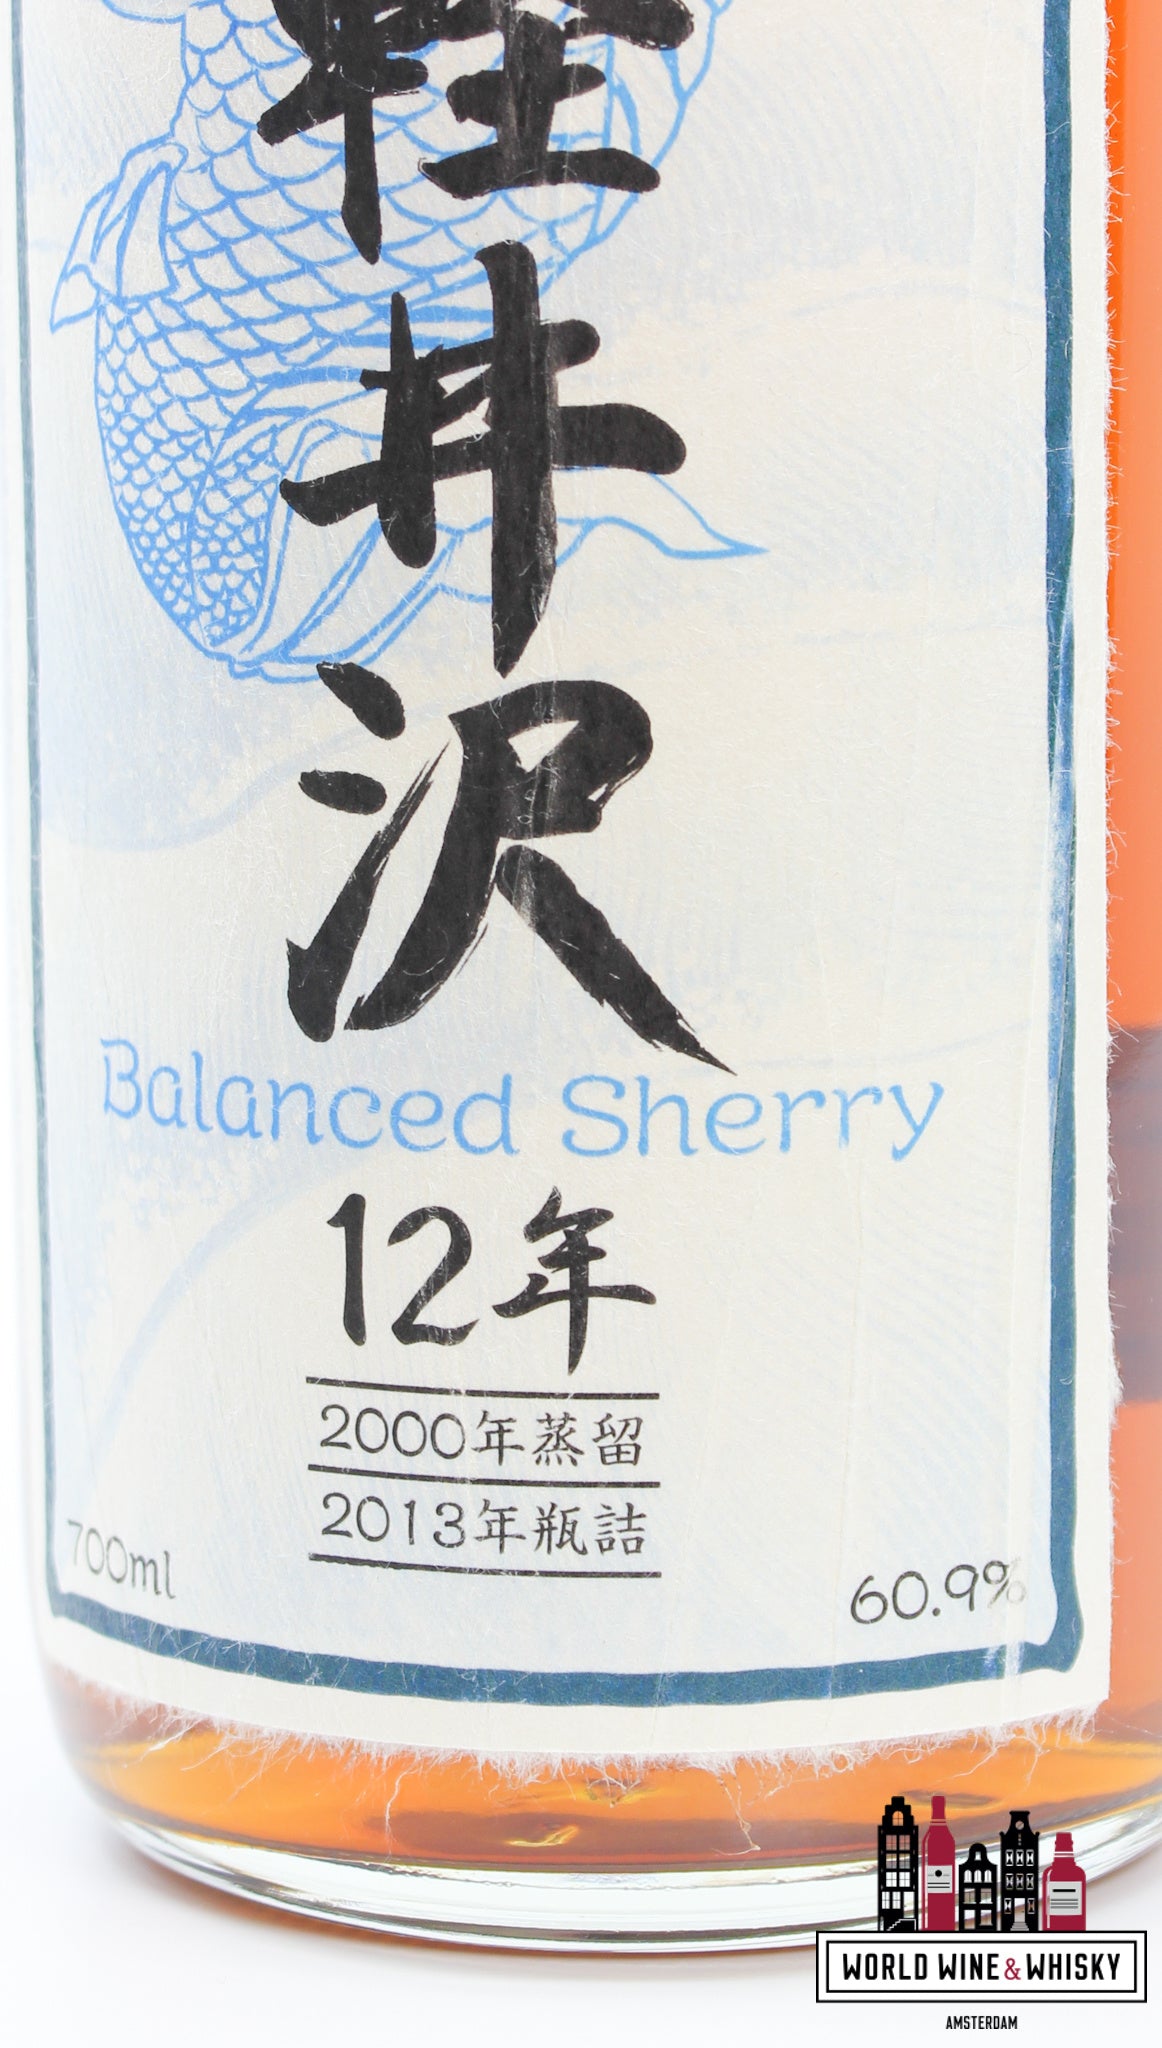 軽井沢
Balanced Sherry
12年
2000年蒸留
2013年瓶詰
700ml
60.9%
WORLD WINE & WHISKY
AMSTERDAM